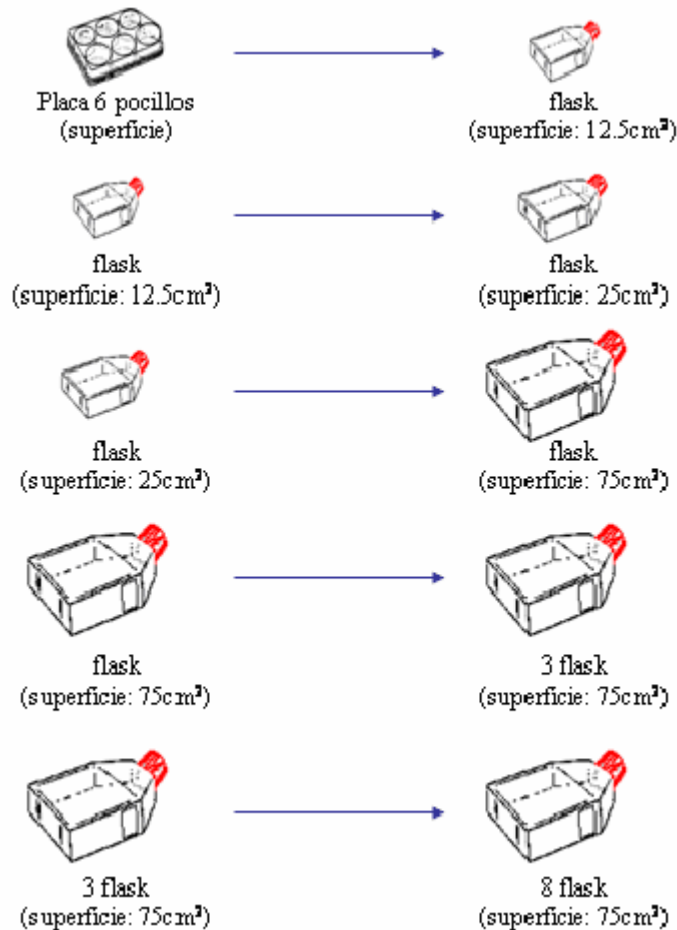 Placa 6 pocillos
(superficie)
flask
(superficie: 12.5cm²)
flask
(superficie: 12.5cm²)
flask
(superficie: 25cm²)
flask
(superficie: 25cm²)
flask
(superficie: 75cm²)
flask
(superficie: 75cm²)
3 flask
(superficie: 75cm²)
3 flask
(superficie: 75cm²)
8 flask
(superficie: 75cm²)